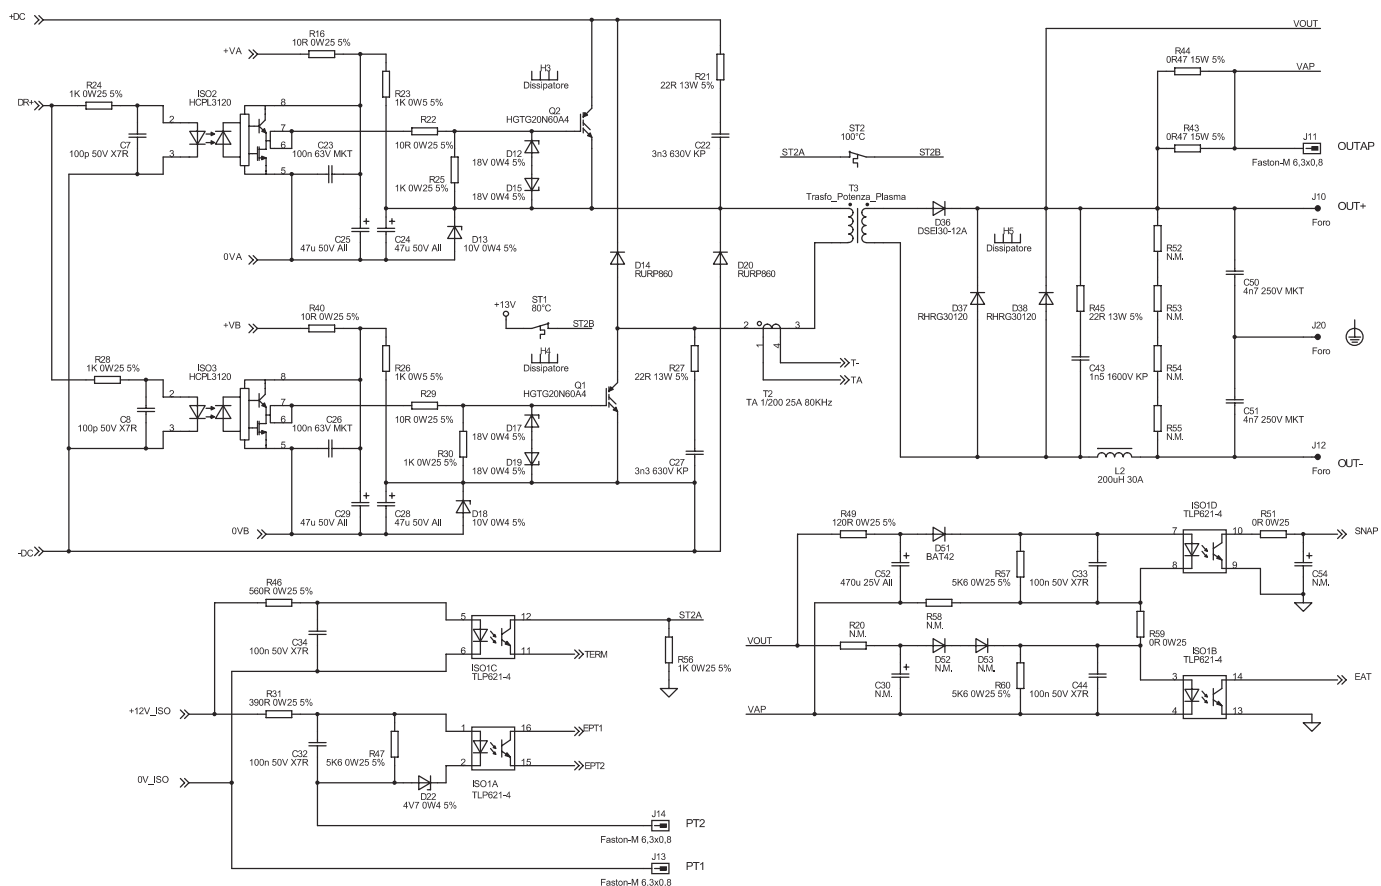 +DC
R16
10R 0W25 5%
+VA
R24
1K 0W25 5%
DR+
ISO2
HCPL3120
8
2
7
6
3
5
C7
100p 50V X7R
C23
100n 63V MKT
R23
1K 0W5 5%
R22
10R 0W25 5%
R25
1K 0W25 5%
H3
Dissipatore
Q2
HGTG20N60A4
D12
18V 0W4 5%
D15
18V 0W4 5%
R21
22R 13W 5%
C22
3n3 630V KP
C25
47u 50V All
C24
47u 50V All
D13
10V 0W4 5%
0VA
D14
RURP860
D20
RURP860
ST2
100°C
ST2A
ST2B
T3
Trasfo_Potenza_Plasma
D36
DSEI30-12A
H5
Dissipatore
D37
RHRG30120
D38
RHRG30120
R45
22R 13W 5%
C43
1n5 1600V KP
VOUT
R44
0R47 15W 5%
VAP
R43
0R47 15W 5%
J11
Faston-M 6,3x0,8
OUTAP
J10
Foro
OUT+
R52
N.M.
R53
N.M.
R54
N.M.
R55
N.M.
C50
4n7 250V MKT
J20
Foro
C51
4n7 250V MKT
J12
Foro
OUT-
L2
200uH 30A
R40
10R 0W25 5%
+VB
R28
1K 0W25 5%
ISO3
HCPL3120
8
2
7
6
3
5
C8
100p 50V X7R
C26
100n 63V MKT
R26
1K 0W5 5%
R29
10R 0W25 5%
R30
1K 0W25 5%
+13V
ST1
80°C
ST2B
H4
Dissipatore
Q1
HGTG20N60A4
D17
18V 0W4 5%
D19
18V 0W4 5%
R27
22R 13W 5%
C27
3n3 630V KP
2
3
1
4
T-
TA
T2
TA 1/200 25A 80KHz
C29
47u 50V All
C28
47u 50V All
D18
10V 0W4 5%
0VB
-DC
R46
560R 0W25 5%
C34
100n 50V X7R
5
12
6
11
ISO1C
TLP621-4
ST2A
TERM
R56
1K 0W25 5%
R31
390R 0W25 5%
+12V_ISO
C32
100n 50V X7R
R47
5K6 0W25 5%
1
16
2
15
ISO1A
TLP621-4
EPT1
EPT2
0V_ISO
D22
4V7 0W4 5%
J14
Faston-M 6,3x0,8
PT2
J13
Faston-M 6.3x0.8
PT1
R49
120R 0W25 5%
D51
BAT42
C52
470u 25V All
R57
5K6 0W25 5%
C33
100n 50V X7R
R58
N.M.
ISO1D
TLP621-4
7
10
8
9
R51
0R 0W25
SNAP
C54
N.M.
R59
0R 0W25
VOUT
R20
N.M.
D52
N.M.
D53
N.M.
C30
N.M.
R60
5K6 0W25 5%
C44
100n 50V X7R
ISO1B
TLP621-4
3
14
4
13
EAT
VAP